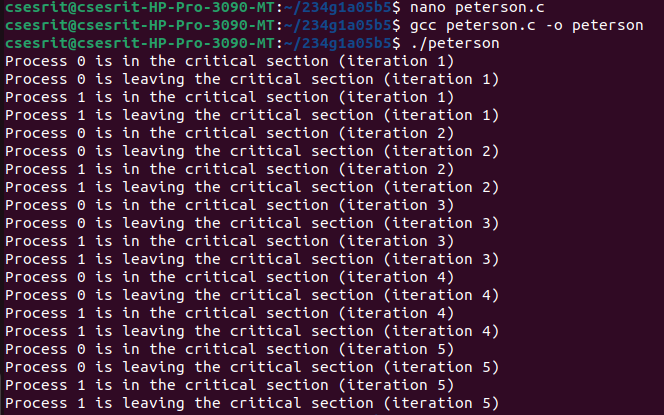 csesrit@csesrit-HP-Pro-3090-MT:~/234g1a05b5$ nano peterson.c
csesrit@csesrit-HP-Pro-3090-MT:~/234g1a05b5$ gcc peterson.c -o peterson
csesrit@csesrit-HP-Pro-3090-MT:~/234g1a05b5$ ./peterson
Process 0 is in the critical section (iteration 1)
Process 0 is leaving the critical section (iteration 1)
Process 1 is in the critical section (iteration 1)
Process 1 is leaving the critical section (iteration 1)
Process 0 is in the critical section (iteration 2)
Process 0 is leaving the critical section (iteration 2)
Process 1 is in the critical section (iteration 2)
Process 1 is leaving the critical section (iteration 2)
Process 0 is in the critical section (iteration 3)
Process 0 is leaving the critical section (iteration 3)
Process 1 is in the critical section (iteration 3)
Process 1 is leaving the critical section (iteration 3)
Process 0 is in the critical section (iteration 4)
Process 0 is leaving the critical section (iteration 4)
Process 1 is in the critical section (iteration 4)
Process 1 is leaving the critical section (iteration 4)
Process 0 is in the critical section (iteration 5)
Process 0 is leaving the critical section (iteration 5)
Process 1 is in the critical section (iteration 5)
Process 1 is leaving the critical section (iteration 5)